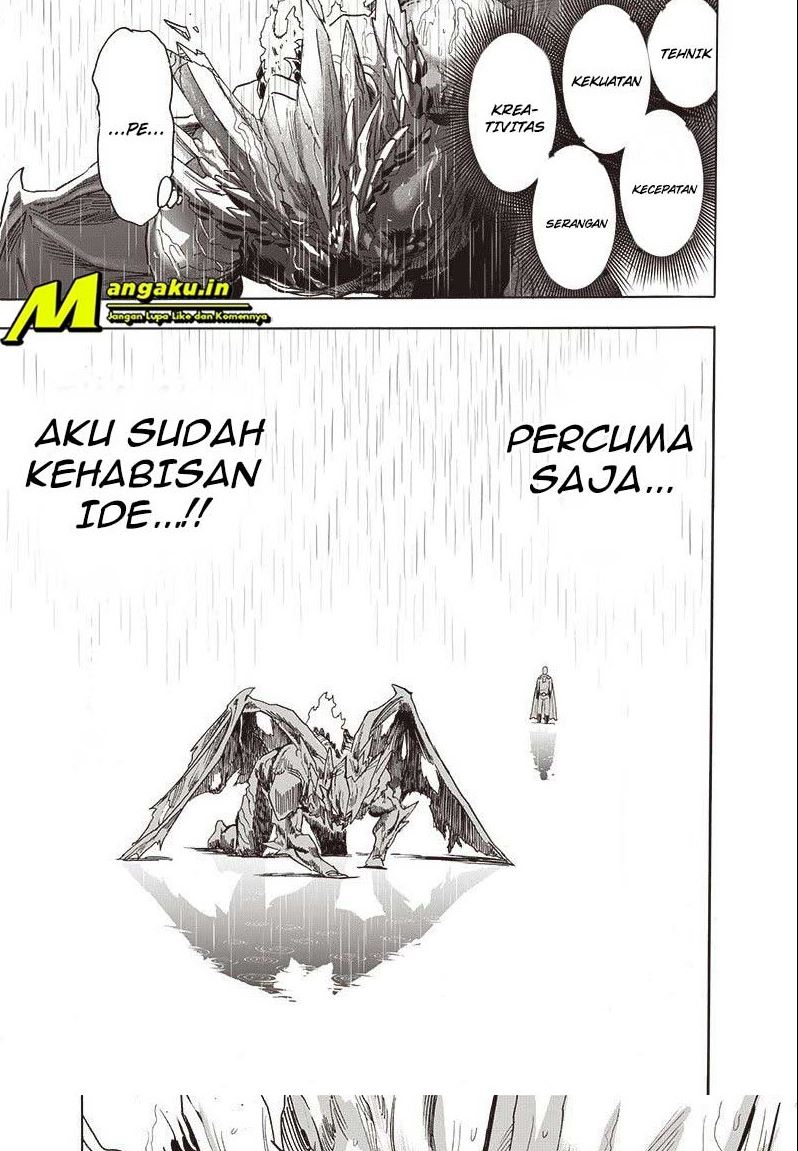 TEHNIK
KEKUATAN
KREA-
TIVITAS
KECEPATAN
SERANGAN
...PE...
Mangaku.in
Jangan Lupa Like dan Komennya
PERCUMA
SAJA...
AKU SUDAH
KEHABISAN
IDE...!!